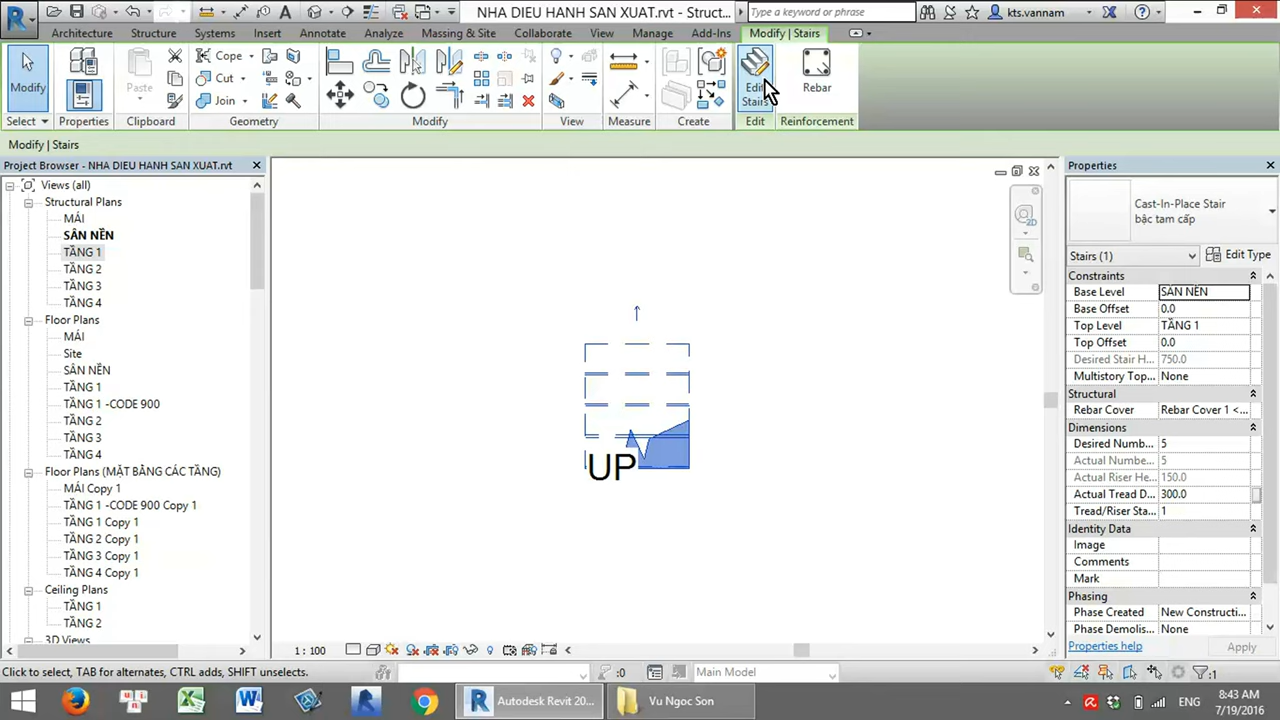 NHA DIEU HANH SAN XUAT.rvt - Struct...
Type a keyword or phrase
kts.vannam
Architecture Structure Systems Insert Annotate Analyze Massing & Site Collaborate View Manage Add-Ins Modify | Stairs
Modify
Paste
Cope
Cut
Join
Edit
Stairs
Rebar
Select Properties Clipboard Geometry Modify View Measure Create Edit Reinforcement
Modify | Stairs
Project Browser - NHA DIEU HANH SAN XUAT.rvt
Views (all)
Structural Plans
MÁI
SÂN NỀN
TẦNG 1
TẦNG 2
TẦNG 3
TẦNG 4
Floor Plans
MÁI
Site
SÂN NỀN
TẦNG 1
TẦNG 1 -CODE 900
TẦNG 2
TẦNG 3
TẦNG 4
Floor Plans (MẶT BẰNG CÁC TẦNG)
MÁI Copy 1
TẦNG 1 -CODE 900 Copy 1
TẦNG 1 Copy 1
TẦNG 2 Copy 1
TẦNG 3 Copy 1
TẦNG 4 Copy 1
Ceiling Plans
TẦNG 1
TẦNG 2
3D Views
2D
UP
Properties
Cast-In-Place Stair
bậc tam cấp
Stairs (1)
Edit Type
Constraints
Base Level SÂN NỀN
Base Offset 0.0
Top Level TẦNG 1
Top Offset 0.0
Desired Stair H... 750.0
Multistory Top... None
Structural
Rebar Cover Rebar Cover 1 <...
Dimensions
Desired Numb... 5
Actual Numbe... 5
Actual Riser He... 150.0
Actual Tread D... 300.0
Tread/Riser Sta... 1
Identity Data
Image
Comments
Mark
Phasing
Phase Created New Constructi...
Phase Demolis... None
Properties help
Apply
1 : 100
Click to select, TAB for alternates, CTRL adds, SHIFT unselects.
:0
Main Model
:1
Autodesk Revit 20...
Vu Ngoc Son
ENG
8:43 AM
7/19/2016